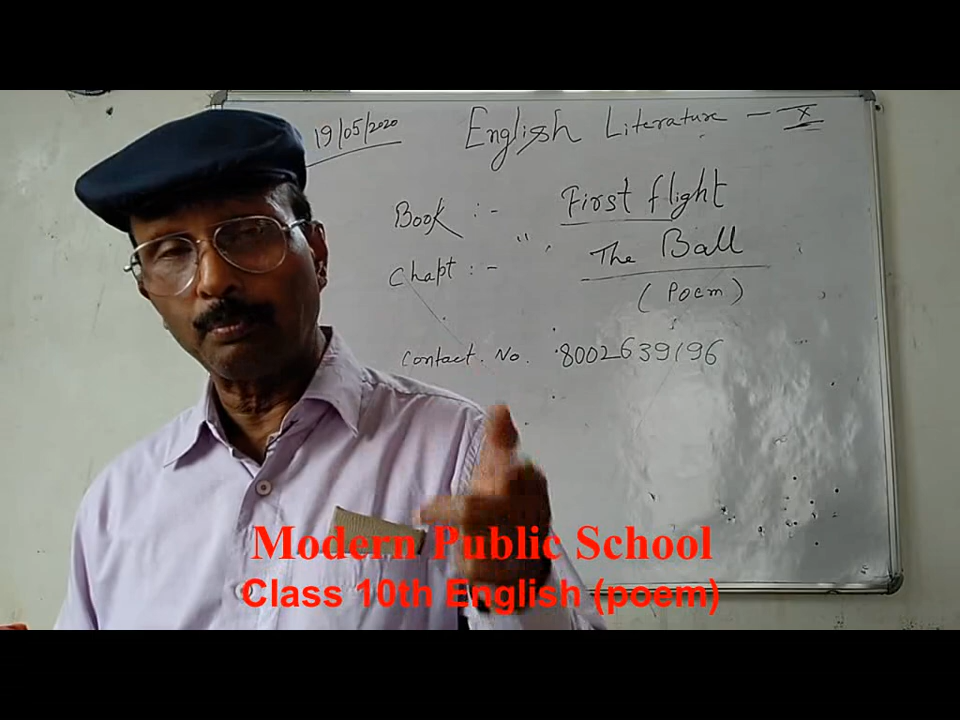 19/05/2020 English Literature - X
Book :- First flight
Chapt :- " , The Ball
(Poem)
Contact. No. 8002639196
Modern Public School
Class 10th English (poem)